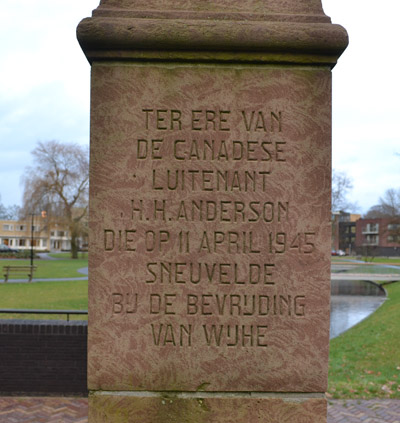 TER ERE VAN
DE CANADESE
LUITENANT
H.H. ANDERSON
DIE OP 11 APRIL 1945
SNEUVELDE
BIJ DE BEVRIJDING
VAN WIJHE